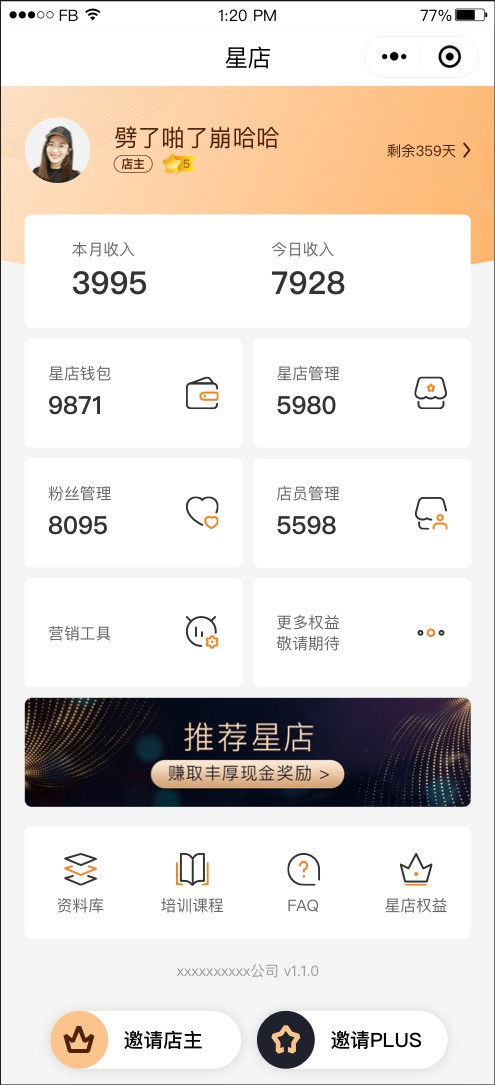 FB 1:20 PM 77%
星店
劈了啪了崩哈哈
店主 5
剩余359天
本月收入 今日收入
3995 7928
星店钱包 星店管理
9871 5980
粉丝管理 店员管理
8095 5598
营销工具
更多权益
敬请期待
推荐星店
赚取丰厚现金奖励 >
资料库 培训课程 FAQ 星店权益
xxxxxxxxxx公司 v1.1.0
邀请店主 邀请PLUS